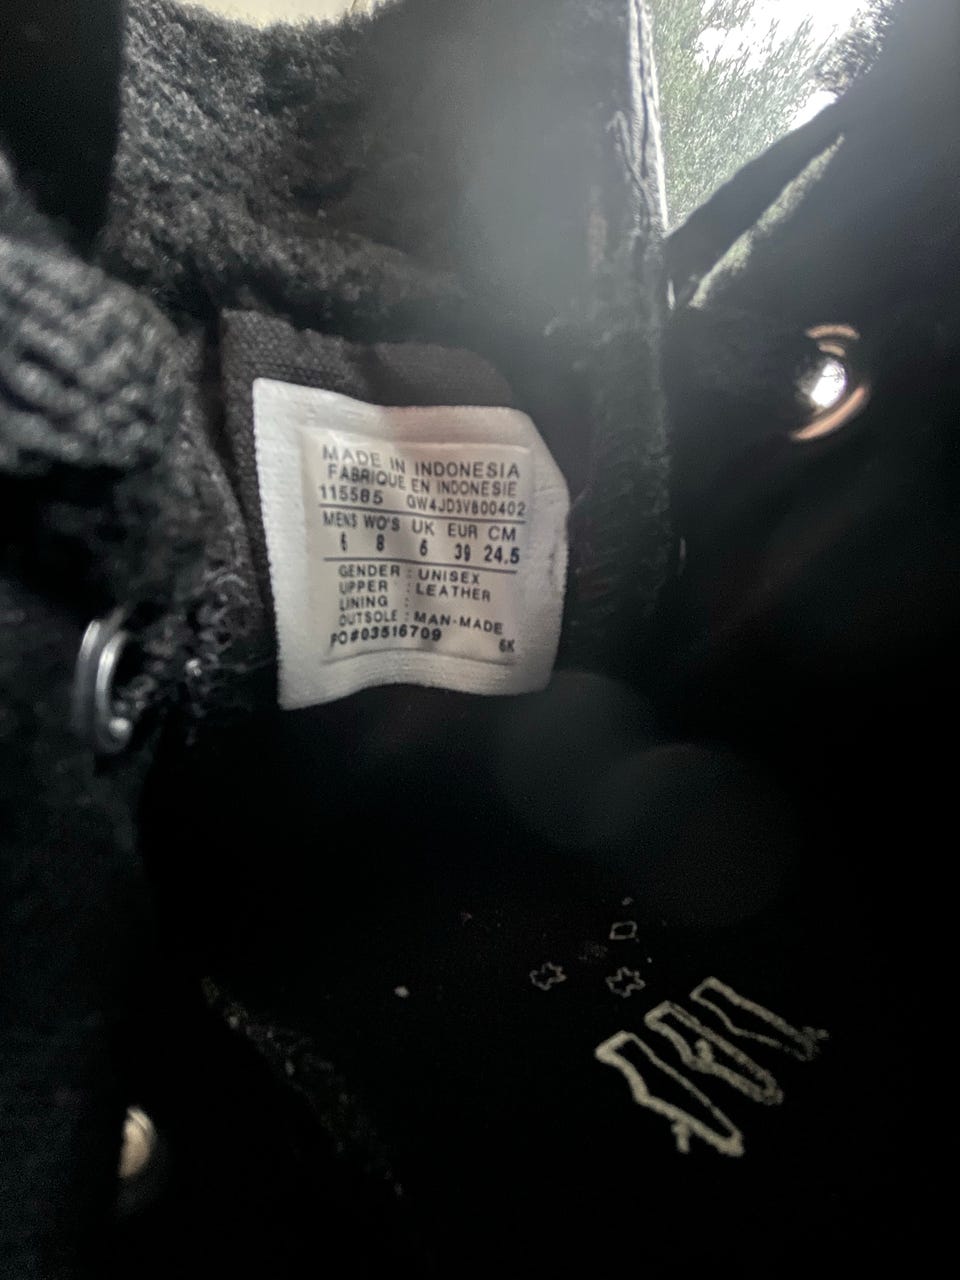 MADE IN INDONESIA
FABRIQUE EN INDONESIE
115585 GW4JD3V800402
MENS WO'S UK EUR CM
6 8 6 39 24.5
GENDER : UNISEX
UPPER : LEATHER
LINING :
OUTSOLE : MAN-MADE
PO#03516709 6K